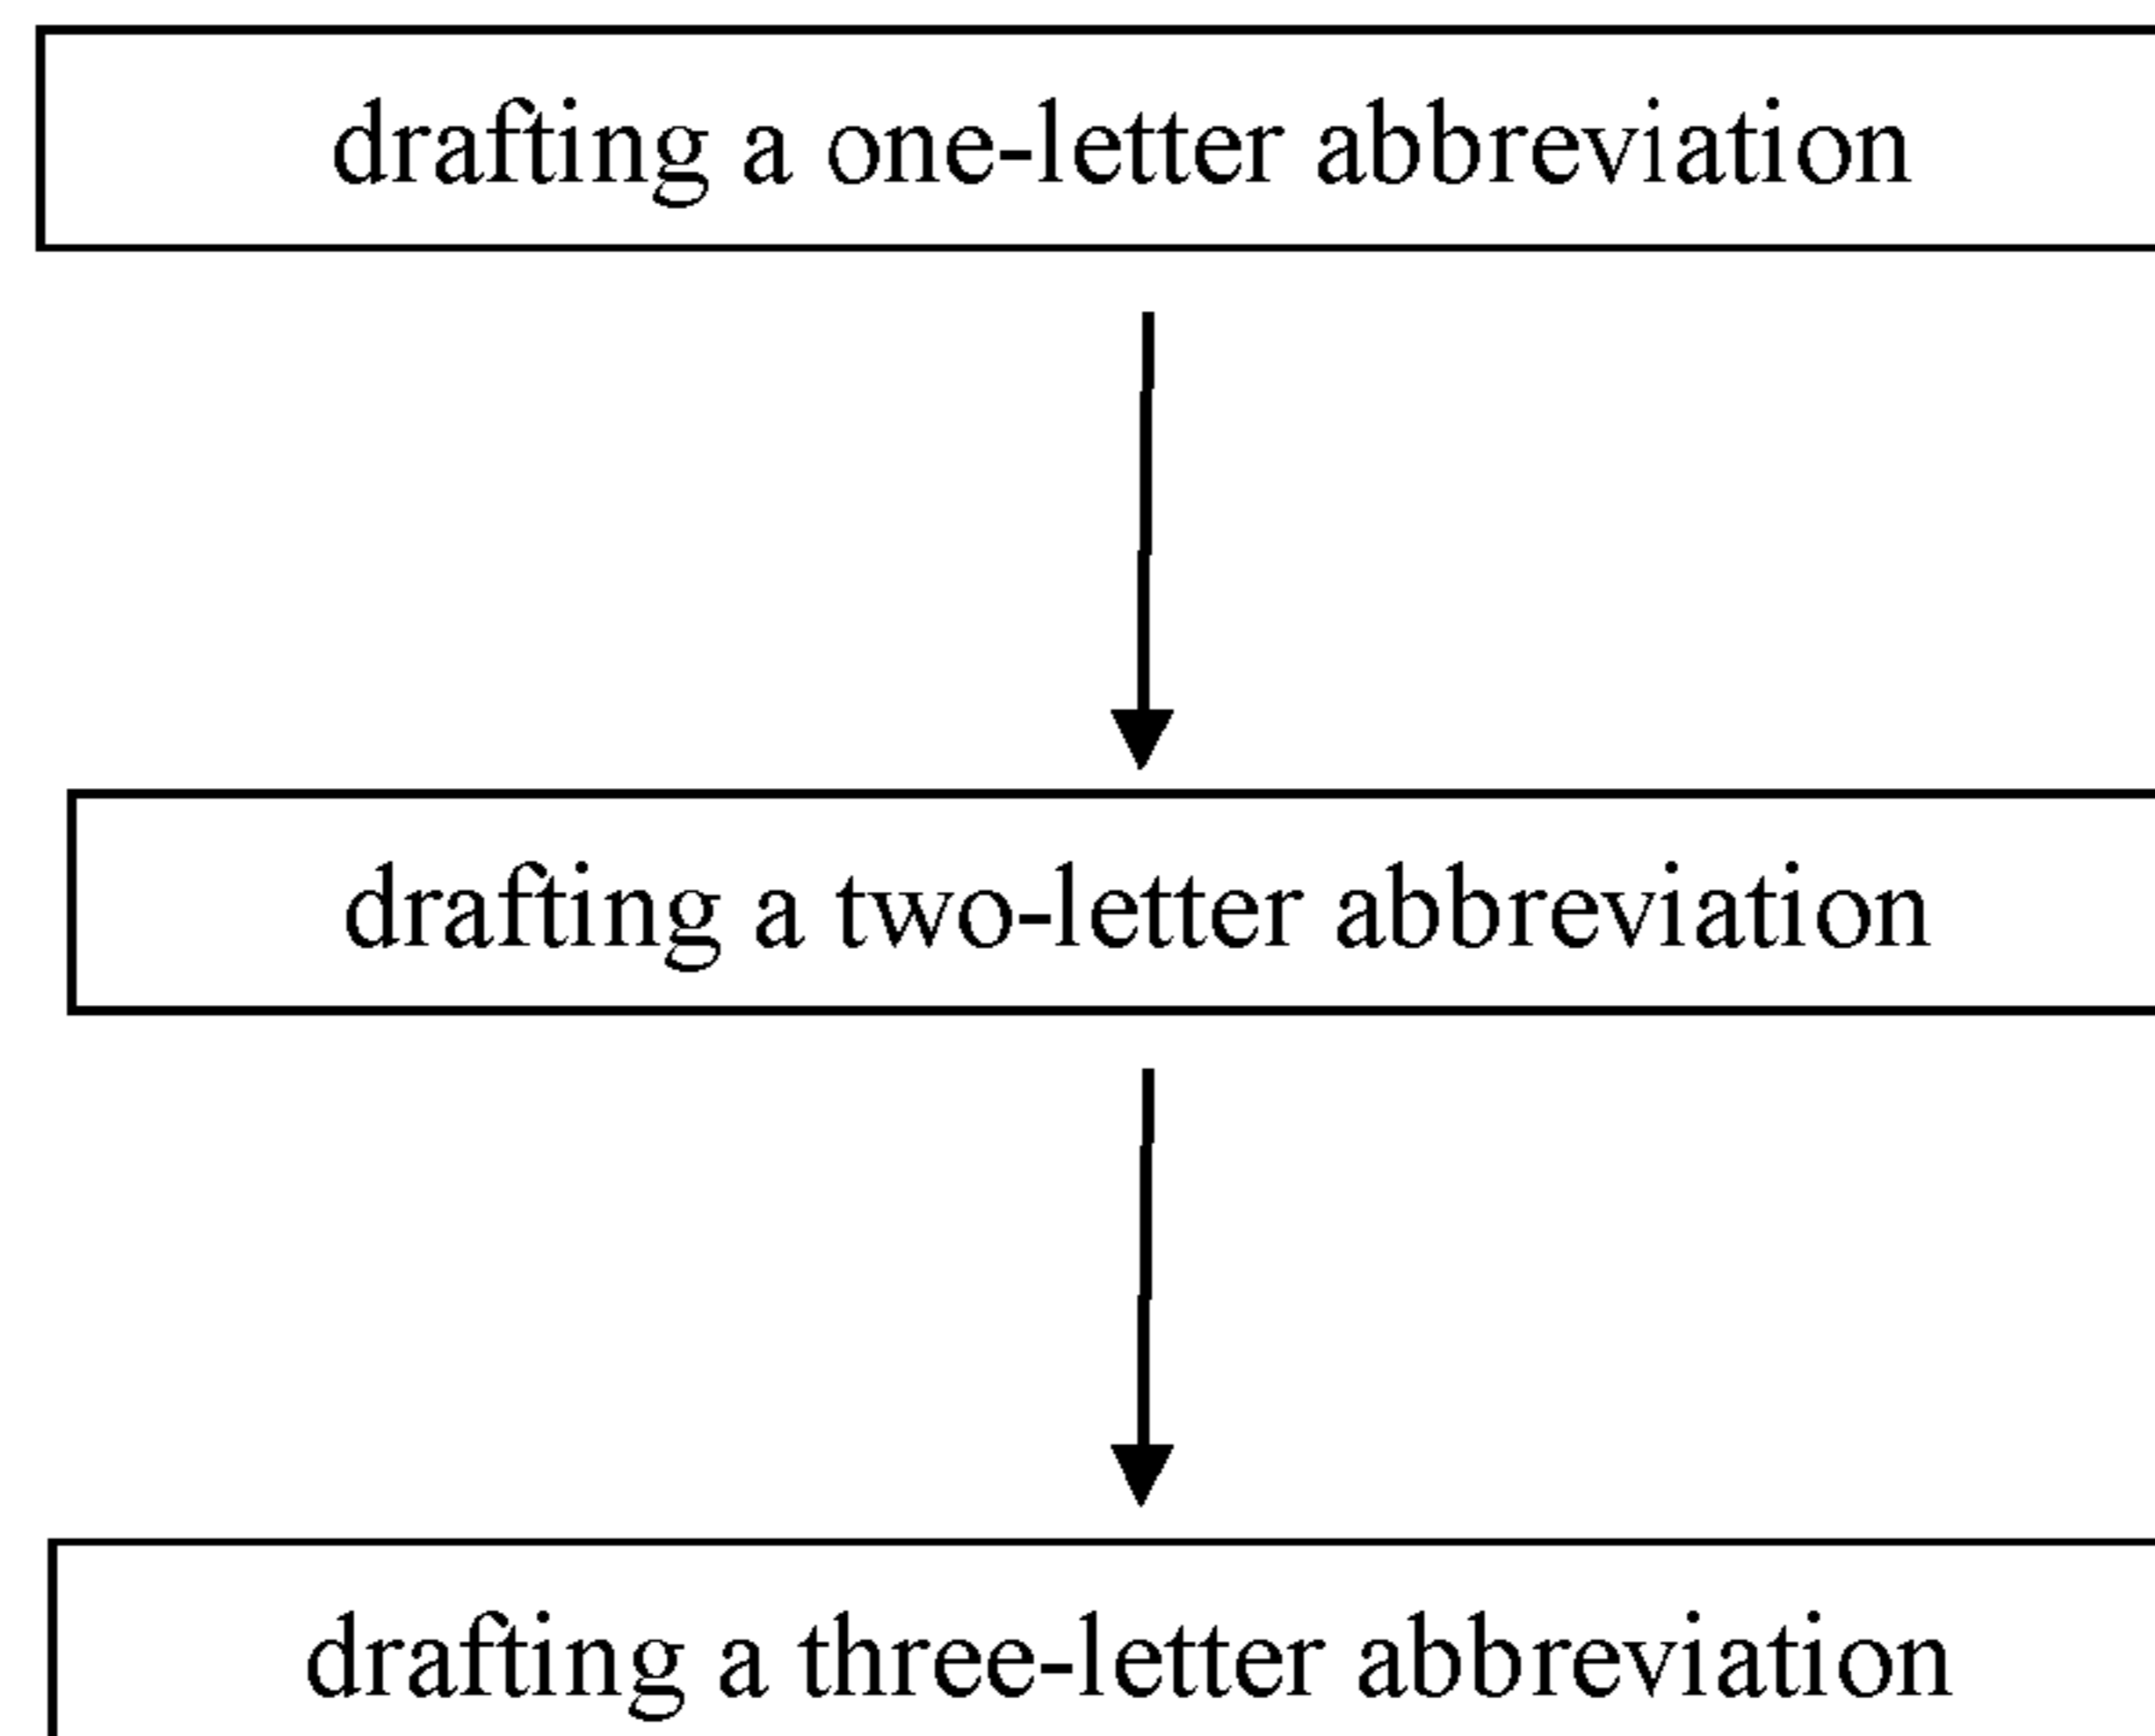 drafting a one-letter abbreviation
drafting a two-letter abbreviation
drafting a three-letter abbreviation